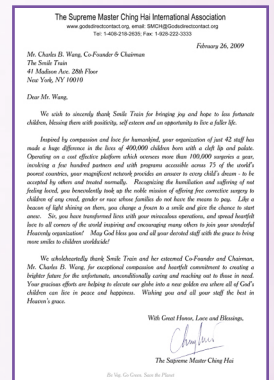 The Supreme Master Ching Hai International Association
www.godsdirectcontact.org, email: SMCH@Godsdirectcontact.org
Tel: 1-408-218-2635; Fax: 1-928-222-3333
February 26, 2009
Mr. Charles B. Wang, Co-Founder & Chairman
The Smile Train
41 Madison Ave. 28th Floor
New York, NY 10010
Dear Mr. Wang,
We wish to sincerely thank Smile Train for bringing joy and hope to less fortunate
children, blessing them with positivity, self esteem and an opportunity to live a fuller life.
Inspired by compassion and love for humankind, your organization of just 42 staff has
made a huge difference in the lives of 400,000 children born with a cleft lip and palate.
Operating on a cost effective platform which oversees more than 100,000 surgeries a year,
involving a few hundred partners and with programs accessible across 75 of the world's
poorest countries, your magnificent network provides an answer to every child's dream - to be
accepted by others and treated normally. Recognizing the humiliation and suffering of not
feeling loved, you benevolently took up the noble mission of offering free corrective surgery to
children of any creed, gender or race whose families do not have the means to pay. Like a
beacon of light shining on them, you change a frown to a smile and give the chance to start
anew. Sir, you have transformed lives with your miraculous operations, and spread heartfelt
love to all corners of the world inspiring and encouraging many others to join your wonderful
Heavenly organization! May God bless you and all your devoted staff with the grace to bring
more smiles to children worldwide!
We wholeheartedly thank Smile Train and her esteemed Co-Founder and Chairman,
Mr. Charles B. Wang, for exceptional compassion and heartfelt commitment to creating a
brighter future for the unfortunate, unconditionally caring and reaching out to those in need.
Your gracious efforts are helping to elevate our globe into a new golden era where all of God's
children can live in peace and happiness. Wishing you and all your staff the best in
Heaven's grace.
With Great Honor, Love and Blessings,
The Supreme Master Ching Hai
Be Veg, Go Green, Save the Planet